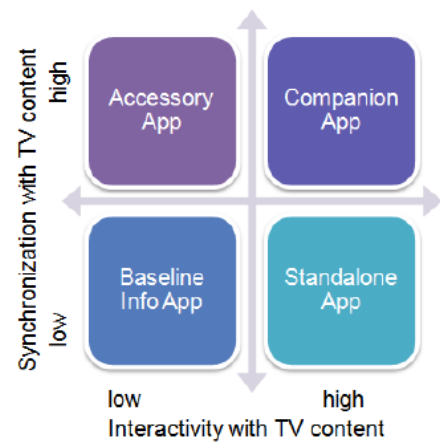 Synchronization with TV content
high
low
Accessory
App
Companion
App
Baseline
Info App
Standalone
App
low
high
Interactivity with TV content